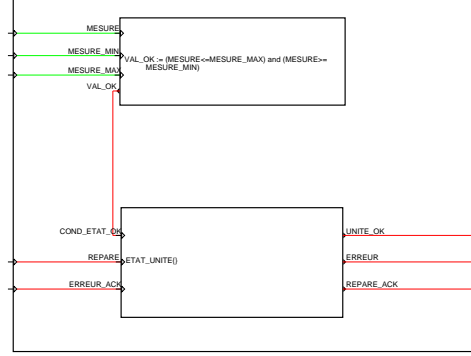 MESURE
MESURE_MIN
VAL_OK := (MESURE<=MESURE_MAX) and (MESURE>=
MESURE_MIN)
MESURE_MAX
VAL_OK
COND_ETAT_OK
UNITE_OK
REPARE
ETAT_UNITE()
ERREUR
ERREUR_ACK
REPARE_ACK